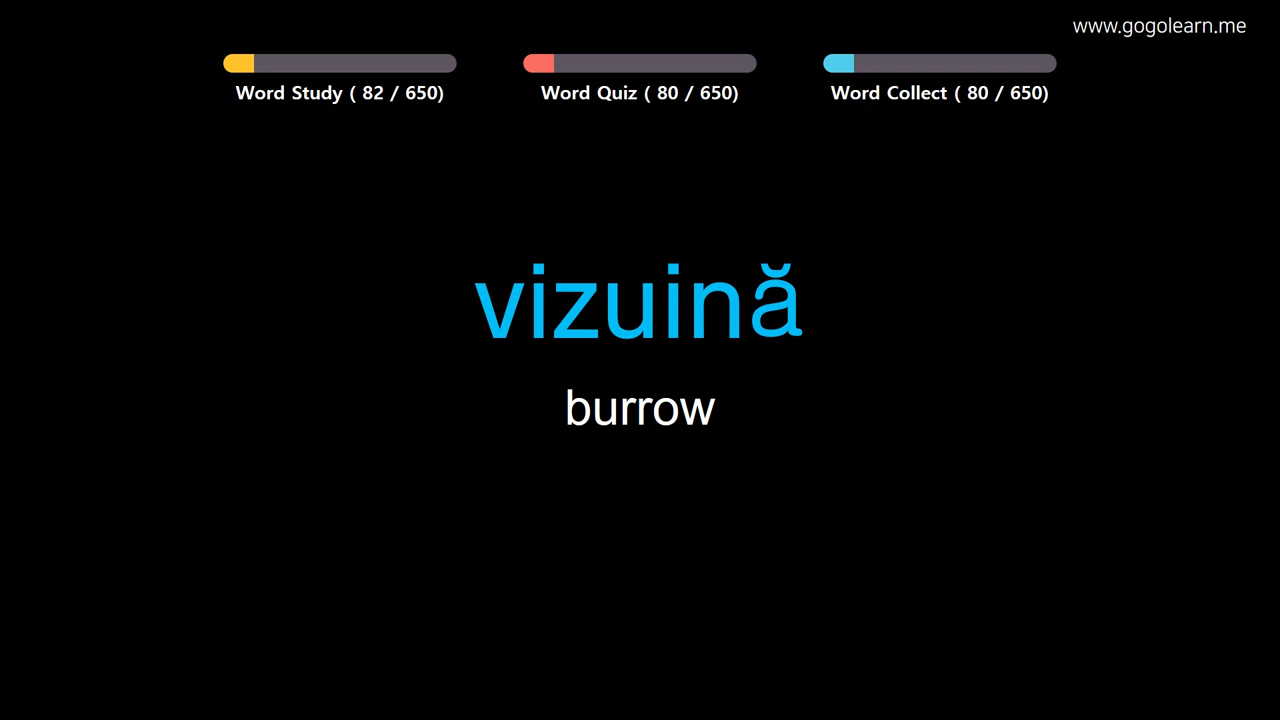 www.gogolearn.me
Word Study ( 82 / 650)
Word Quiz ( 80 / 650)
Word Collect ( 80 / 650)
vizuină
burrow